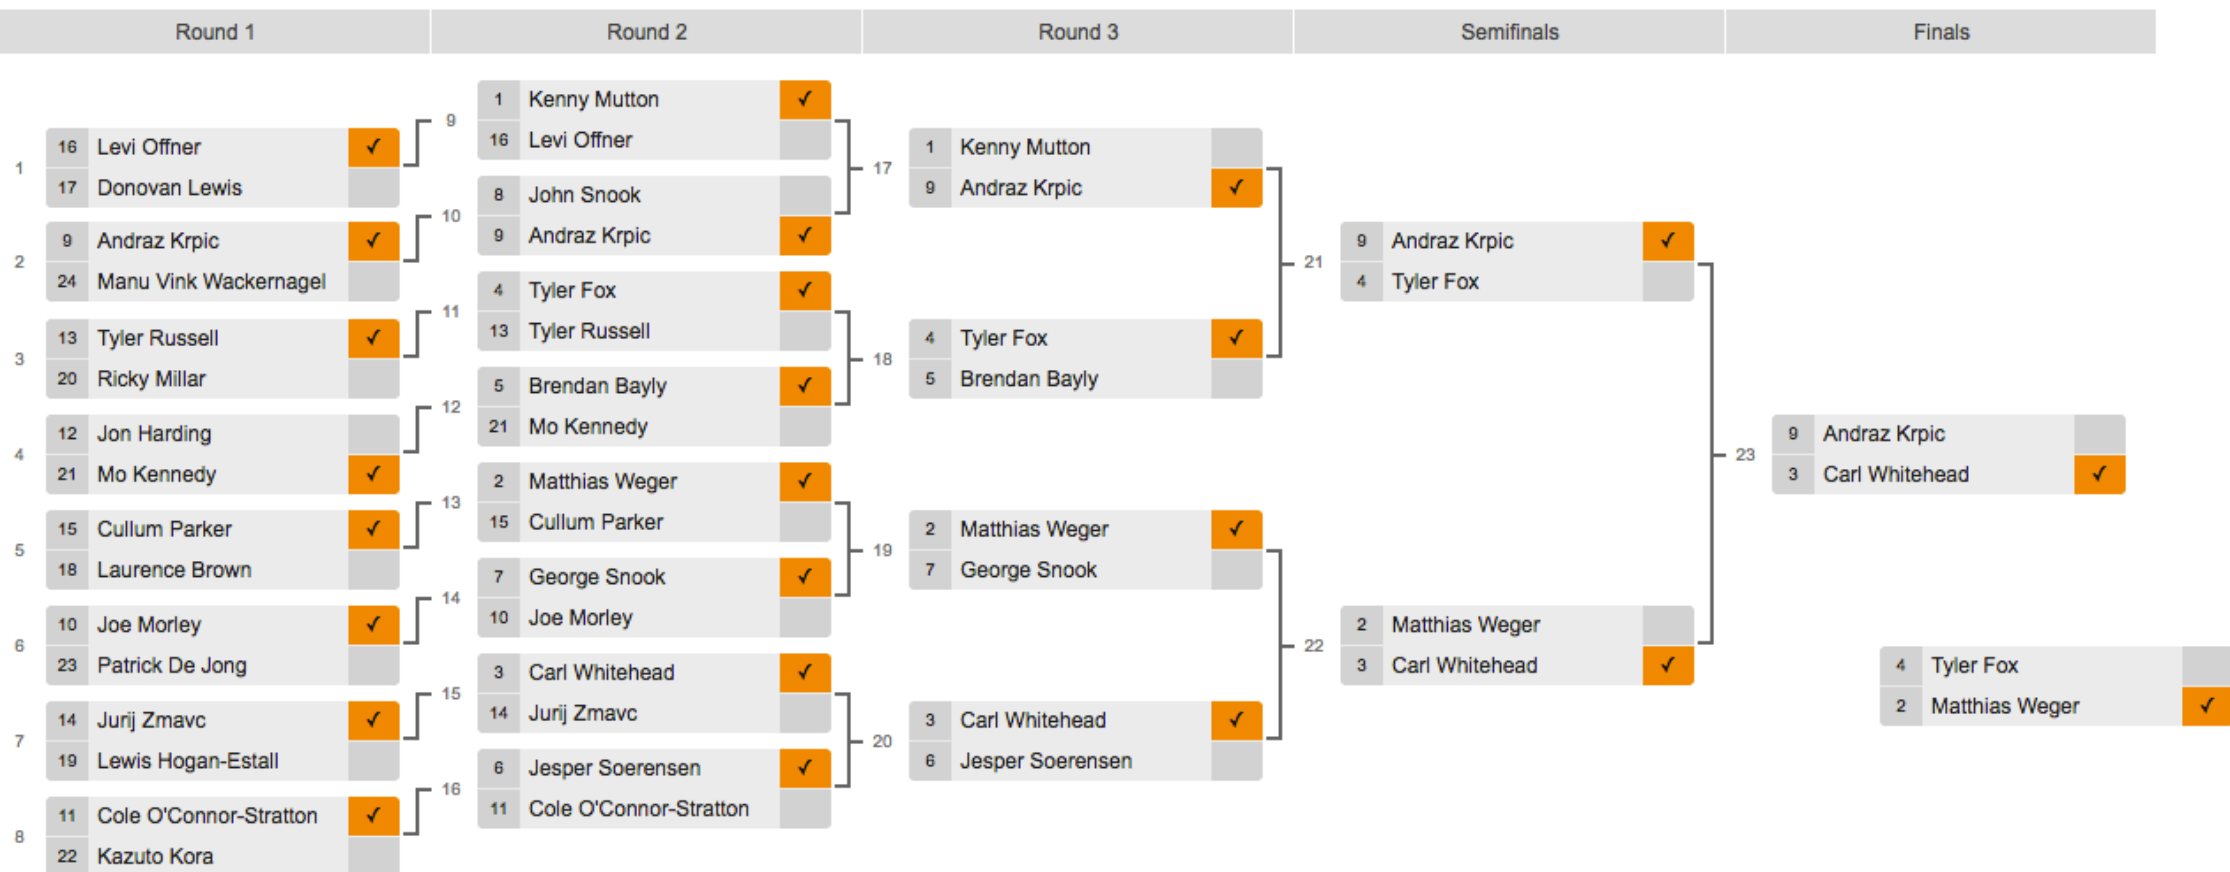 Round 1
Round 2
Round 3
Semifinals
Finals
1
16 Levi Offner ✓
17 Donovan Lewis
2
9 Andraz Krpic ✓
24 Manu Vink Wackernagel
3
13 Tyler Russell ✓
20 Ricky Millar
4
12 Jon Harding
21 Mo Kennedy ✓
5
15 Cullum Parker ✓
18 Laurence Brown
6
10 Joe Morley ✓
23 Patrick De Jong
7
14 Jurij Zmavc ✓
19 Lewis Hogan-Estall
8
11 Cole O'Connor-Stratton ✓
22 Kazuto Kora
9
1 Kenny Mutton ✓
16 Levi Offner
10
8 John Snook
9 Andraz Krpic ✓
11
4 Tyler Fox ✓
13 Tyler Russell
12
5 Brendan Bayly ✓
21 Mo Kennedy
13
2 Matthias Weger ✓
15 Cullum Parker
14
7 George Snook ✓
10 Joe Morley
15
3 Carl Whitehead ✓
14 Jurij Zmavc
16
6 Jesper Soerensen ✓
11 Cole O'Connor-Stratton
17
1 Kenny Mutton
9 Andraz Krpic ✓
18
4 Tyler Fox ✓
5 Brendan Bayly
19
2 Matthias Weger ✓
7 George Snook
20
3 Carl Whitehead ✓
6 Jesper Soerensen
21
9 Andraz Krpic ✓
4 Tyler Fox
22
2 Matthias Weger
3 Carl Whitehead ✓
23
9 Andraz Krpic
3 Carl Whitehead ✓
4 Tyler Fox
2 Matthias Weger ✓